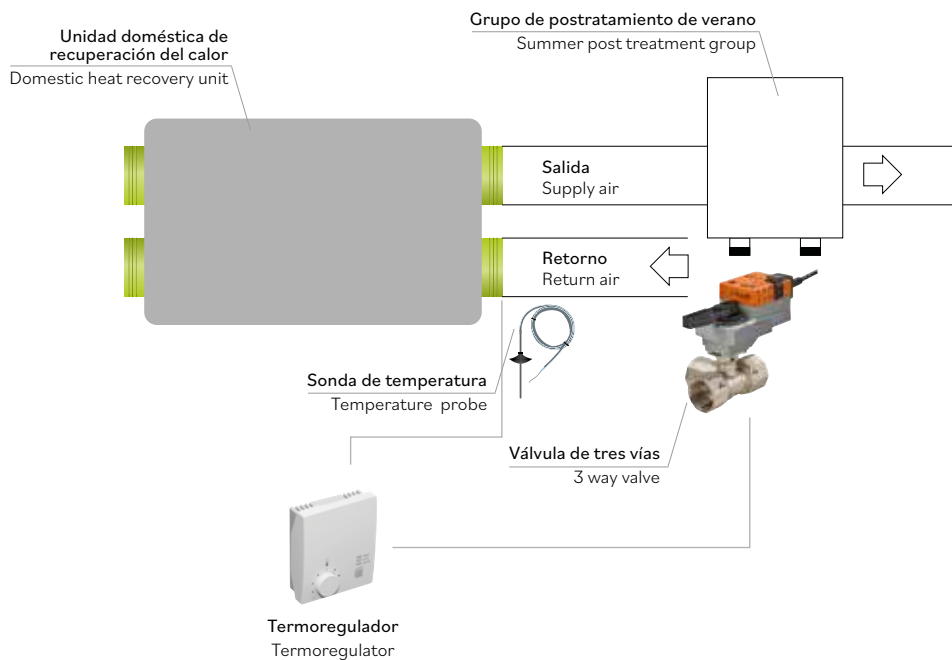 Grupo de postratamiento de verano
Summer post treatment group
Unidad doméstica de
recuperación del calor
Domestic heat recovery unit
Salida
Supply air
Retorno
Return air
Sonda de temperatura
Temperature probe
Válvula de tres vías
3 way valve
Termoregulador
Termoregulator